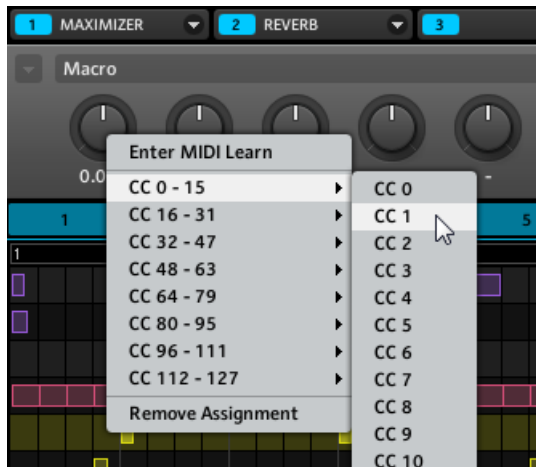 1 MAXIMIZER 2 REVERB 3
Macro
0.0
-
1 5
1
Enter MIDI Learn
CC 0 - 15
CC 16 - 31
CC 32 - 47
CC 48 - 63
CC 64 - 79
CC 80 - 95
CC 96 - 111
CC 112 - 127
Remove Assignment
CC 0
CC 1
CC 2
CC 3
CC 4
CC 5
CC 6
CC 7
CC 8
CC 9
CC 10